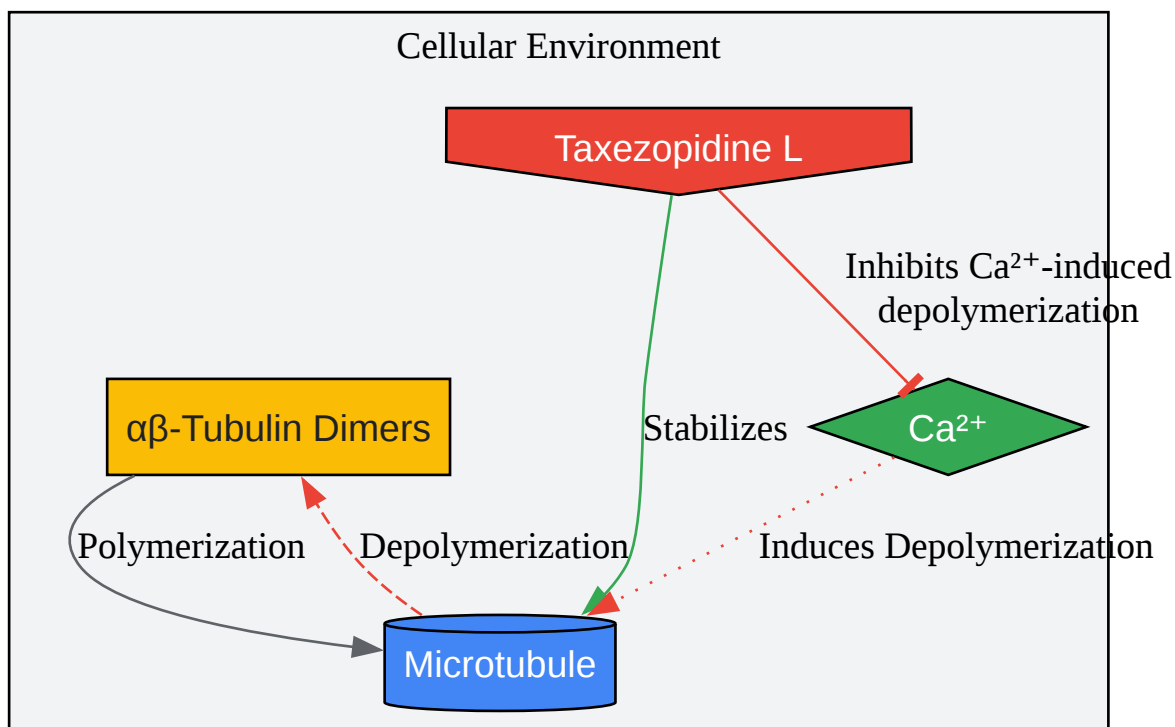 Cellular Environment
Taxezopidine L
Inhibits Ca²⁺-induced
depolymerization
αβ-Tubulin Dimers
Stabilizes
Ca²⁺
Polymerization
Depolymerization
Induces Depolymerization
Microtubule